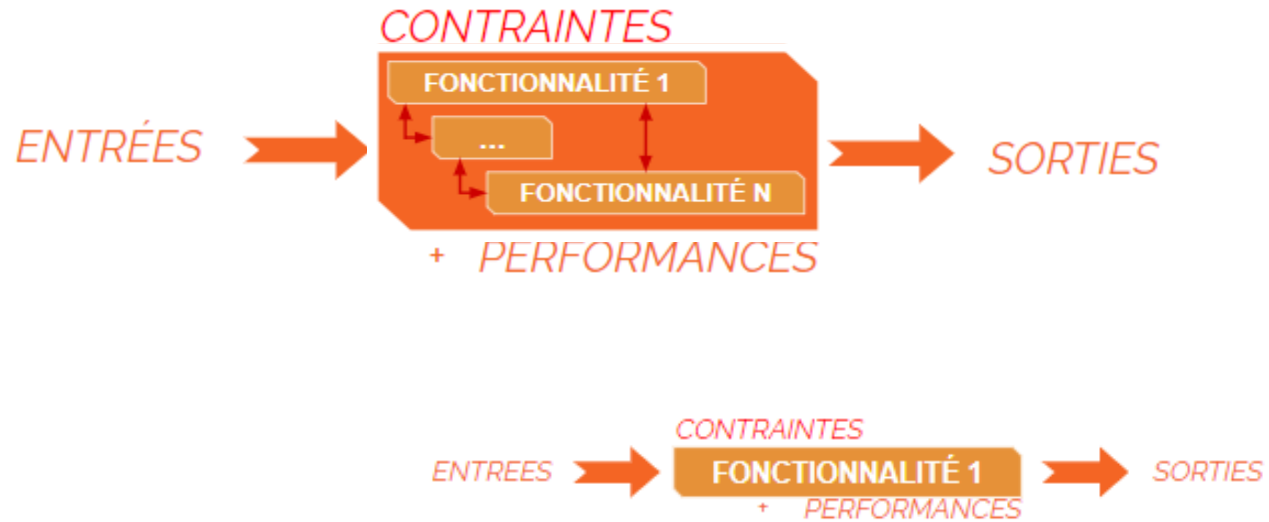 CONTRAINTES
FONCTIONNALITÉ 1
ENTRÉES
...
SORTIES
FONCTIONNALITÉ N
+ PERFORMANCES
CONTRAINTES
ENTREES
FONCTIONNALITÉ 1
SORTIES
+ PERFORMANCES